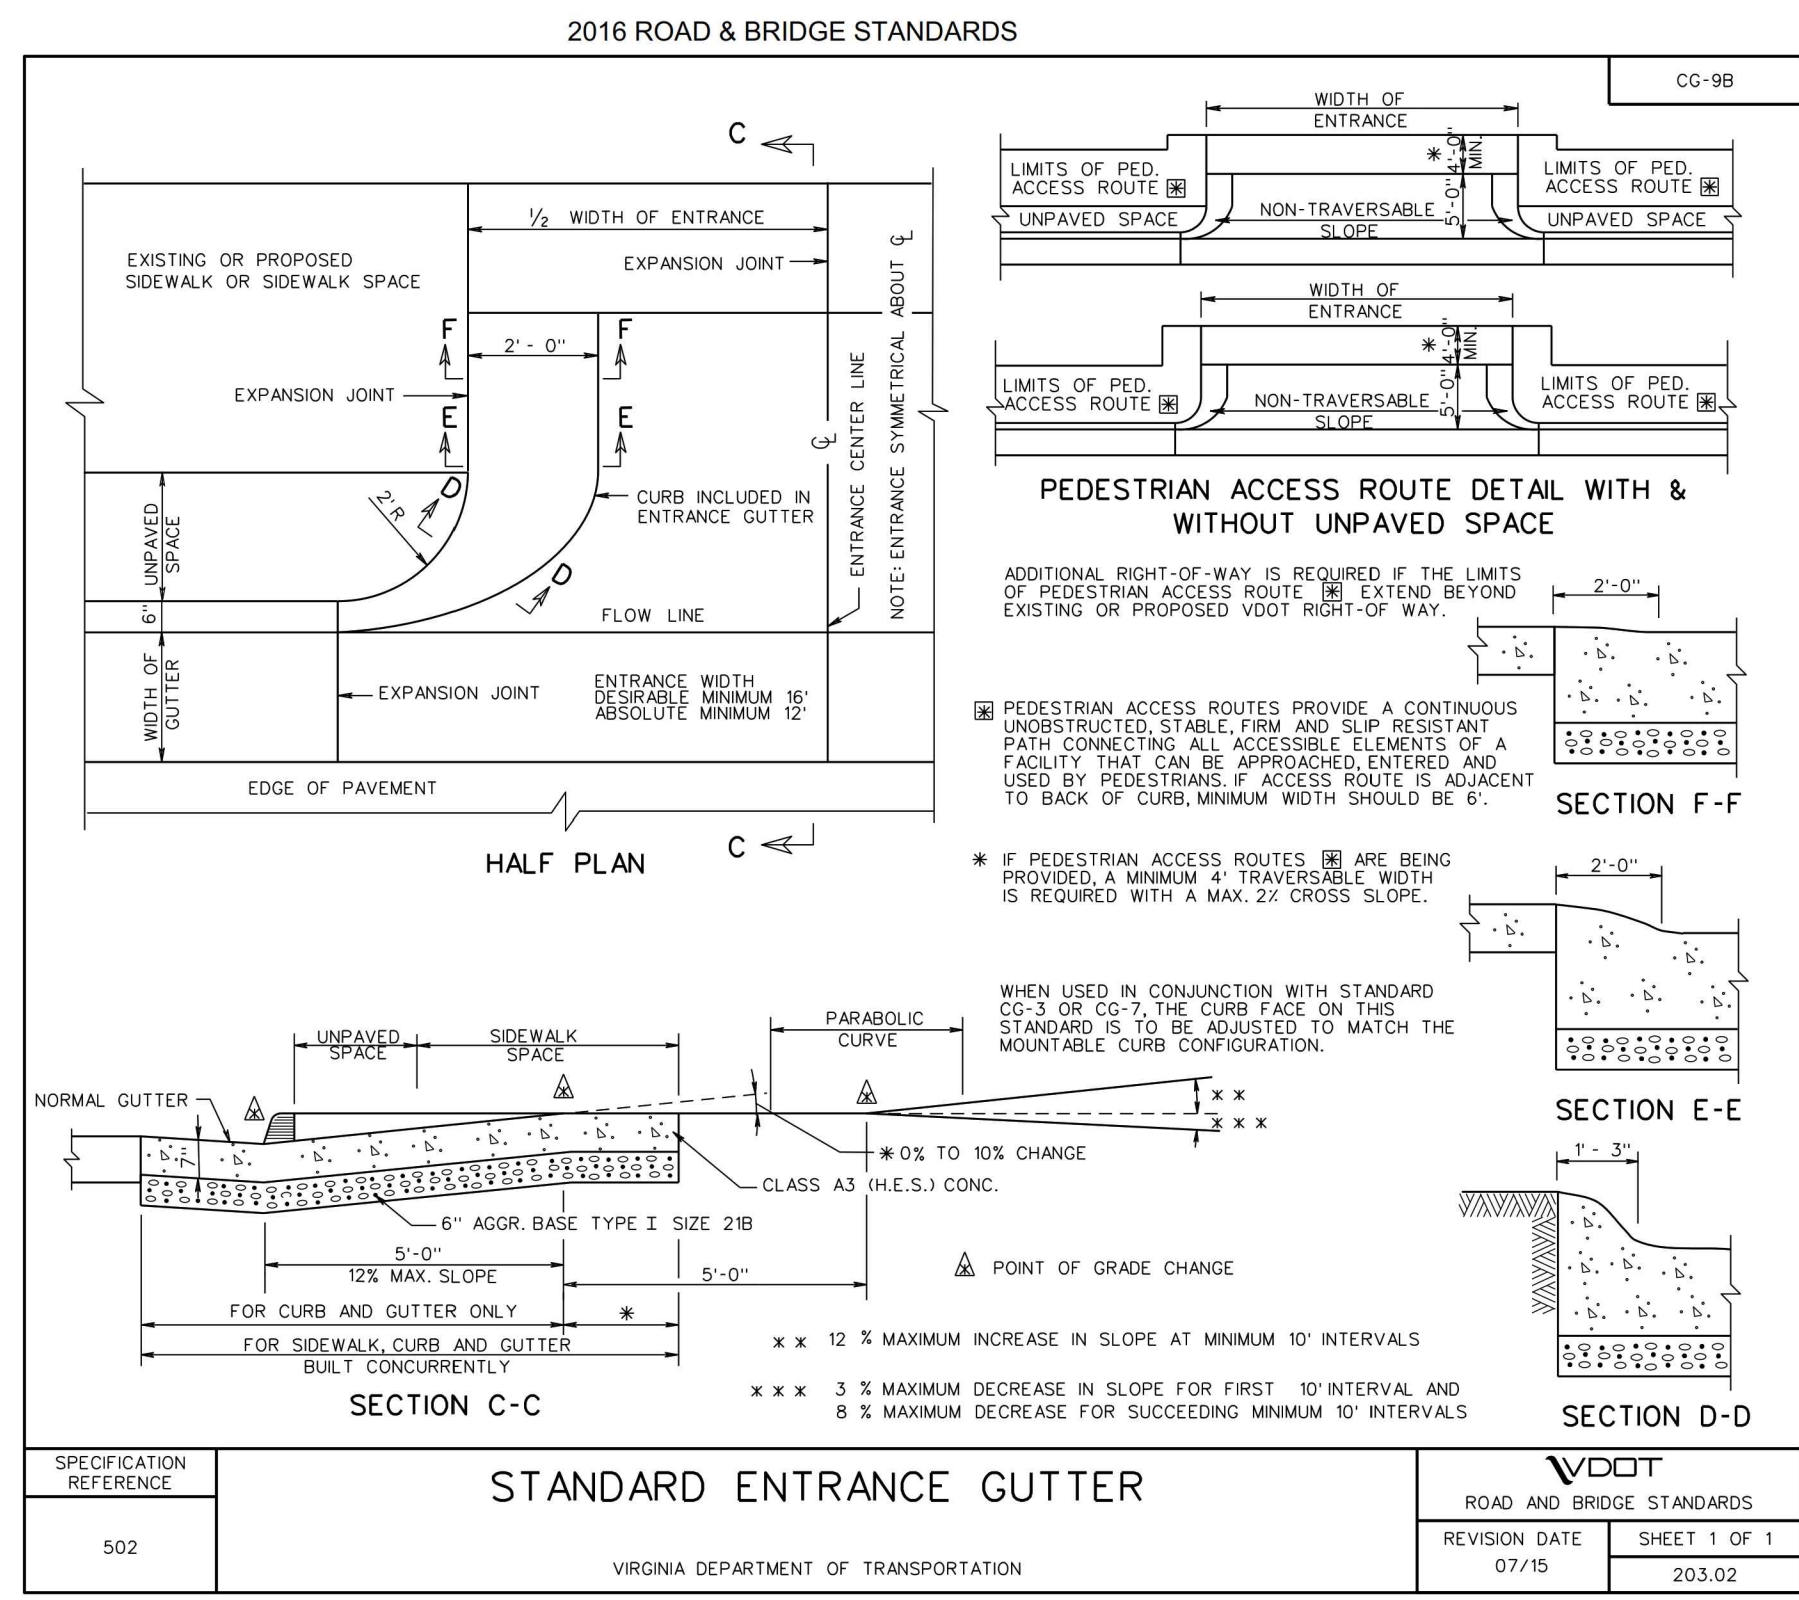 2016 ROAD & BRIDGE STANDARDS
CG-9B
C
½ WIDTH OF ENTRANCE
EXISTING OR PROPOSED
SIDEWALK OR SIDEWALK SPACE
EXPANSION JOINT
F
F
2' - 0"
EXPANSION JOINT
E
E
D
2' R
CURB INCLUDED IN
ENTRANCE GUTTER
D
UNPAVED
SPACE
6"
FLOW LINE
WIDTH OF
GUTTER
EXPANSION JOINT
ENTRANCE WIDTH
DESIRABLE MINIMUM 16'
ABSOLUTE MINIMUM 12'
℄ ENTRANCE CENTER LINE
NOTE: ENTRANCE SYMMETRICAL ABOUT ℄
EDGE OF PAVEMENT
C
HALF PLAN
WIDTH OF
ENTRANCE
* 4'-0"
MIN.
LIMITS OF PED.
ACCESS ROUTE *
LIMITS OF PED.
ACCESS ROUTE *
UNPAVED SPACE
NON-TRAVERSABLE
SLOPE
5'-0"
UNPAVED SPACE
WIDTH OF
ENTRANCE
* 4'-0"
MIN.
LIMITS OF PED.
ACCESS ROUTE *
NON-TRAVERSABLE
SLOPE
5'-0"
LIMITS OF PED.
ACCESS ROUTE *
PEDESTRIAN ACCESS ROUTE DETAIL WITH &
WITHOUT UNPAVED SPACE
ADDITIONAL RIGHT-OF-WAY IS REQUIRED IF THE LIMITS
OF PEDESTRIAN ACCESS ROUTE * EXTEND BEYOND
EXISTING OR PROPOSED VDOT RIGHT-OF WAY.
* PEDESTRIAN ACCESS ROUTES PROVIDE A CONTINUOUS
UNOBSTRUCTED, STABLE, FIRM AND SLIP RESISTANT
PATH CONNECTING ALL ACCESSIBLE ELEMENTS OF A
FACILITY THAT CAN BE APPROACHED, ENTERED AND
USED BY PEDESTRIANS. IF ACCESS ROUTE IS ADJACENT
TO BACK OF CURB, MINIMUM WIDTH SHOULD BE 6'.
* IF PEDESTRIAN ACCESS ROUTES * ARE BEING
PROVIDED, A MINIMUM 4' TRAVERSABLE WIDTH
IS REQUIRED WITH A MAX. 2% CROSS SLOPE.
WHEN USED IN CONJUNCTION WITH STANDARD
CG-3 OR CG-7, THE CURB FACE ON THIS
STANDARD IS TO BE ADJUSTED TO MATCH THE
MOUNTABLE CURB CONFIGURATION.
2'-0"
SECTION F-F
2'-0"
SECTION E-E
1' - 3"
SECTION D-D
UNPAVED
SPACE
SIDEWALK
SPACE
PARABOLIC
CURVE
NORMAL GUTTER
7"
* *
* * *
* 0% TO 10% CHANGE
CLASS A3 (H.E.S.) CONC.
6" AGGR. BASE TYPE I SIZE 21B
5'-0"
12% MAX. SLOPE
5'-0"
FOR CURB AND GUTTER ONLY
*
FOR SIDEWALK, CURB AND GUTTER
BUILT CONCURRENTLY
SECTION C-C
* POINT OF GRADE CHANGE
* * 12 % MAXIMUM INCREASE IN SLOPE AT MINIMUM 10' INTERVALS
* * * 3 % MAXIMUM DECREASE IN SLOPE FOR FIRST 10' INTERVAL AND
8 % MAXIMUM DECREASE FOR SUCCEEDING MINIMUM 10' INTERVALS
SPECIFICATION
REFERENCE
502
STANDARD ENTRANCE GUTTER
VIRGINIA DEPARTMENT OF TRANSPORTATION
VDOT
ROAD AND BRIDGE STANDARDS
REVISION DATE
07/15
SHEET 1 OF 1
203.02